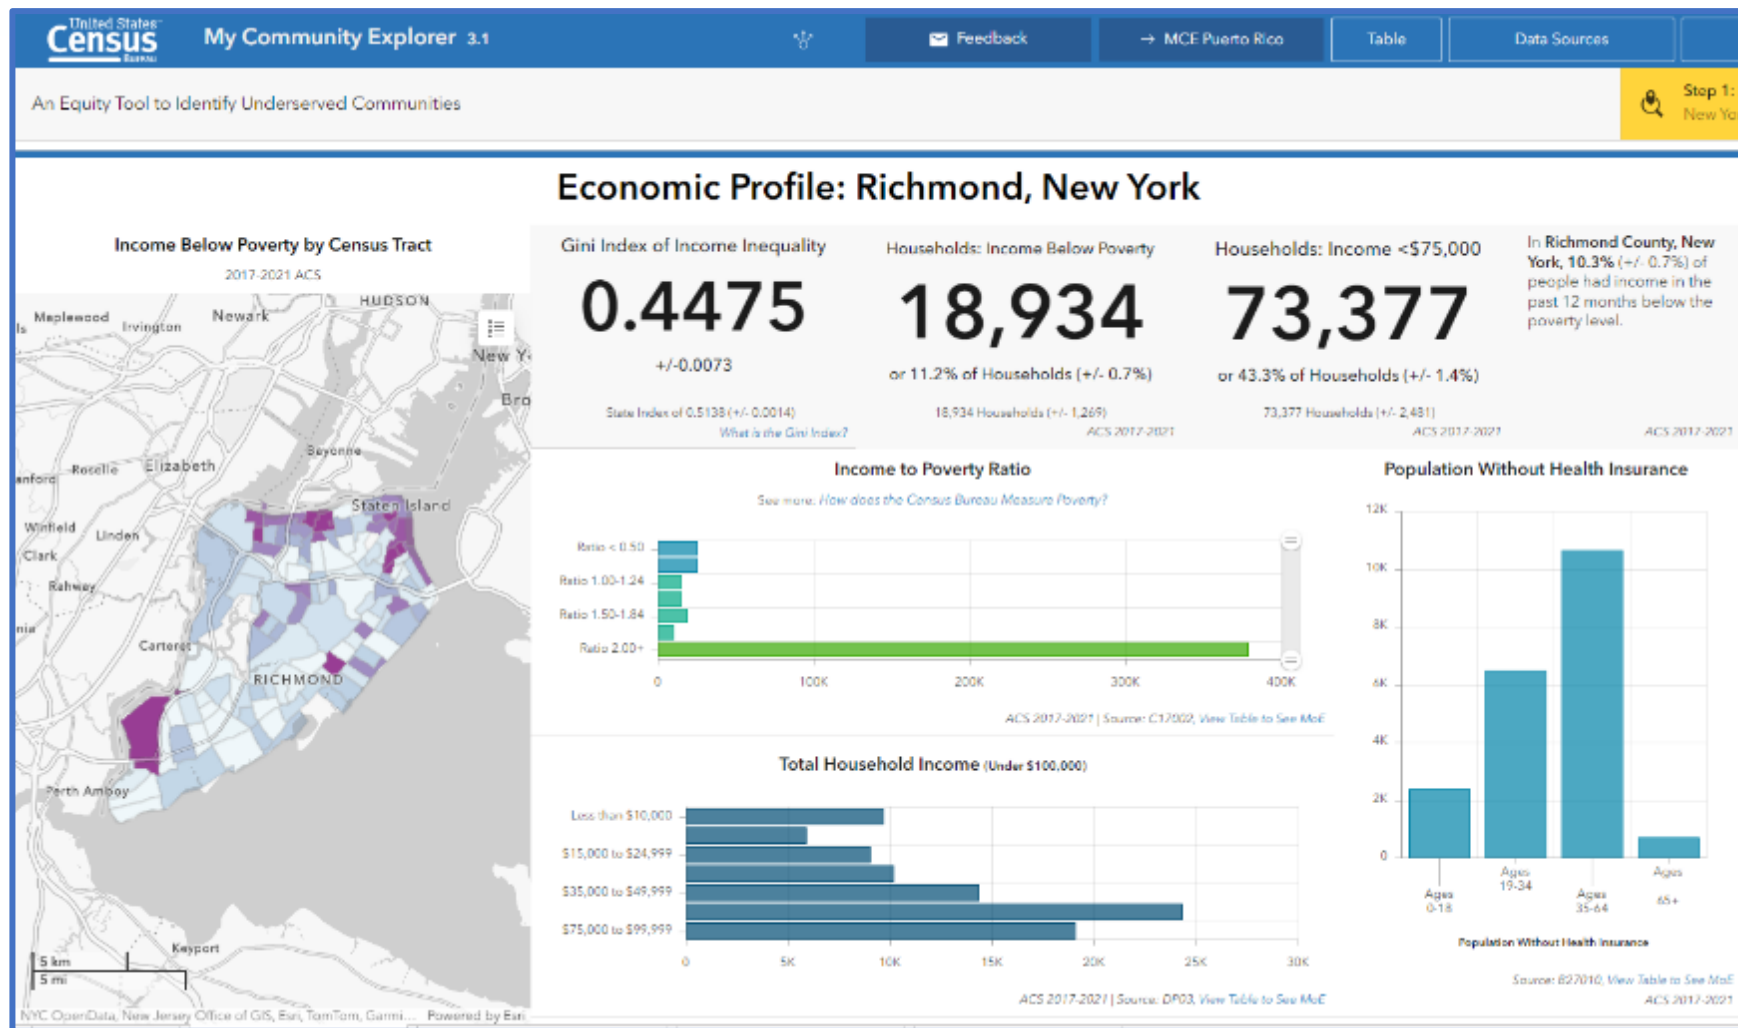 United States®
Census
Bureau
My Community Explorer 3.1
Feedback
→ MCE Puerto Rico
Table
Data Sources
An Equity Tool to Identify Underserved Communities
Step 1:
New Yo
Economic Profile: Richmond, New York
Income Below Poverty by Census Tract
2017-2021 ACS
HUDSON
Maplewood
Irvington
Newark
ls
New Y
Bro
Bayonne
Roselle
Elizabeth
anford
Staten Island
Winfield
Linden
Clark
Rahway
nia
Carteret
RICHMOND
Perth Amboy
Keyport
5 km
5 mi
NYC OpenData, New Jersey Office of GIS, Esri, TomTom, Garmi...
Powered by Esri
Gini Index of Income Inequality
0.4475
+/-0.0073
State Index of 0.5138 (+/- 0.0014)
What is the Gini Index?
Households: Income Below Poverty
18,934
or 11.2% of Households (+/- 0.7%)
18,934 Households (+/- 1,269)
ACS 2017-2021
Households: Income <$75,000
73,377
or 43.3% of Households (+/- 1.4%)
73,377 Households (+/- 2,481)
ACS 2017-2021
In Richmond County, New
York, 10.3% (+/- 0.7%) of
people had income in the
past 12 months below the
poverty level.
ACS 2017-2021
Income to Poverty Ratio
See more: How does the Census Bureau Measure Poverty?
Ratio < 0.50
Ratio 1.00-1.24
Ratio 1.50-1.84
Ratio 2.00+
0
100K
200K
300K
400K
ACS 2017-2021 | Source: C17002, View Table to See MoE
Total Household Income (Under $100,000)
Less than $10,000
$15,000 to $24,999
$35,000 to $49,999
$75,000 to $99,999
0
5K
10K
15K
20K
25K
30K
ACS 2017-2021 | Source: DP03, View Table to See MoE
Population Without Health Insurance
12K
10K
8K
6K
4K
2K
0
Ages
0-18
Ages
19-34
Ages
35-64
Ages
65+
Population Without Health Insurance
Source: B27010, View Table to See MoE
ACS 2017-2021